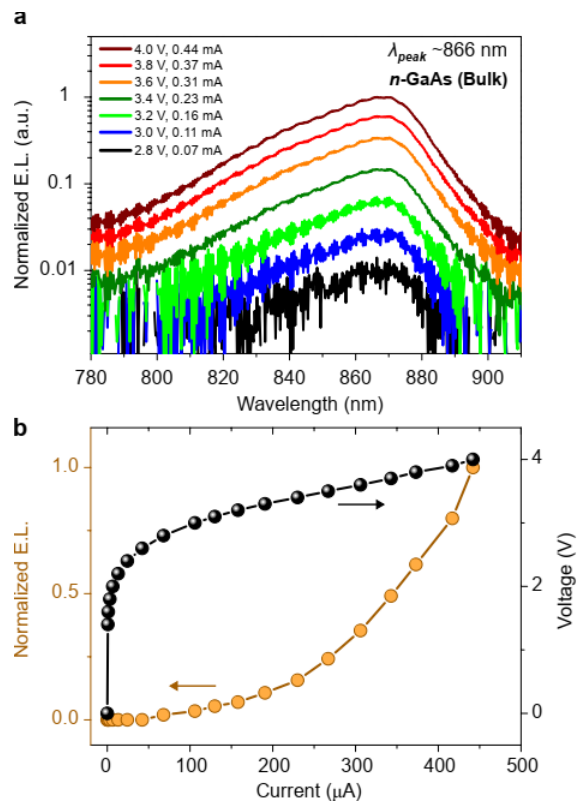 a
4.0 V, 0.44 mA
3.8 V, 0.37 mA
3.6 V, 0.31 mA
3.4 V, 0.23 mA
3.2 V, 0.16 mA
3.0 V, 0.11 mA
2.8 V, 0.07 mA
λpeak ~866 nm
n-GaAs (Bulk)
Normalized E.L. (a.u.)
1
0.1
0.01
780 800 820 840 860 880 900
Wavelength (nm)
b
Normalized E.L.
1.0
0.5
0.0
4
2
0
Voltage (V)
0 100 200 300 400 500
Current (μA)